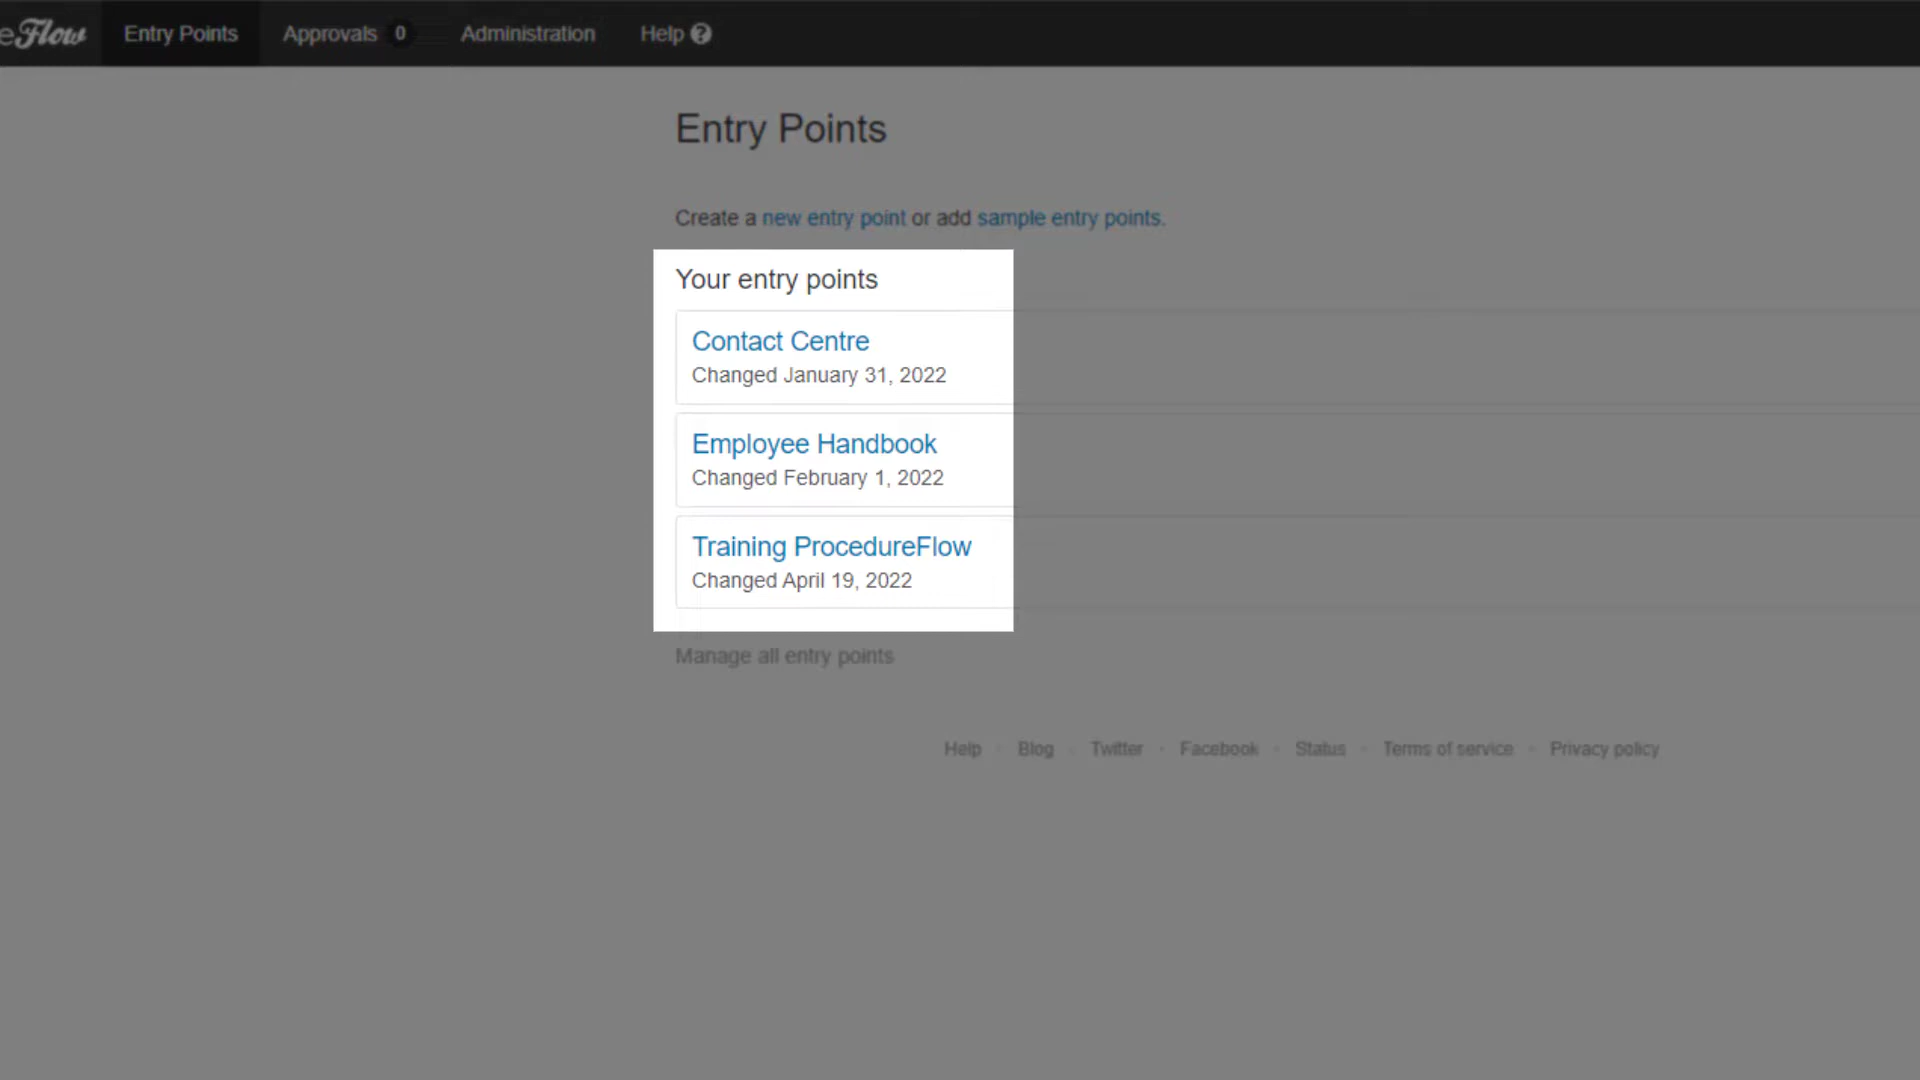 eFlow Entry Points Approvals 0 Administration Help ?
Entry Points
Create a new entry point or add sample entry points.
Your entry points
Contact Centre
Changed January 31, 2022
Employee Handbook
Changed February 1, 2022
Training ProcedureFlow
Changed April 19, 2022
Manage all entry points
Help · Blog · Twitter · Facebook · Status · Terms of service · Privacy policy